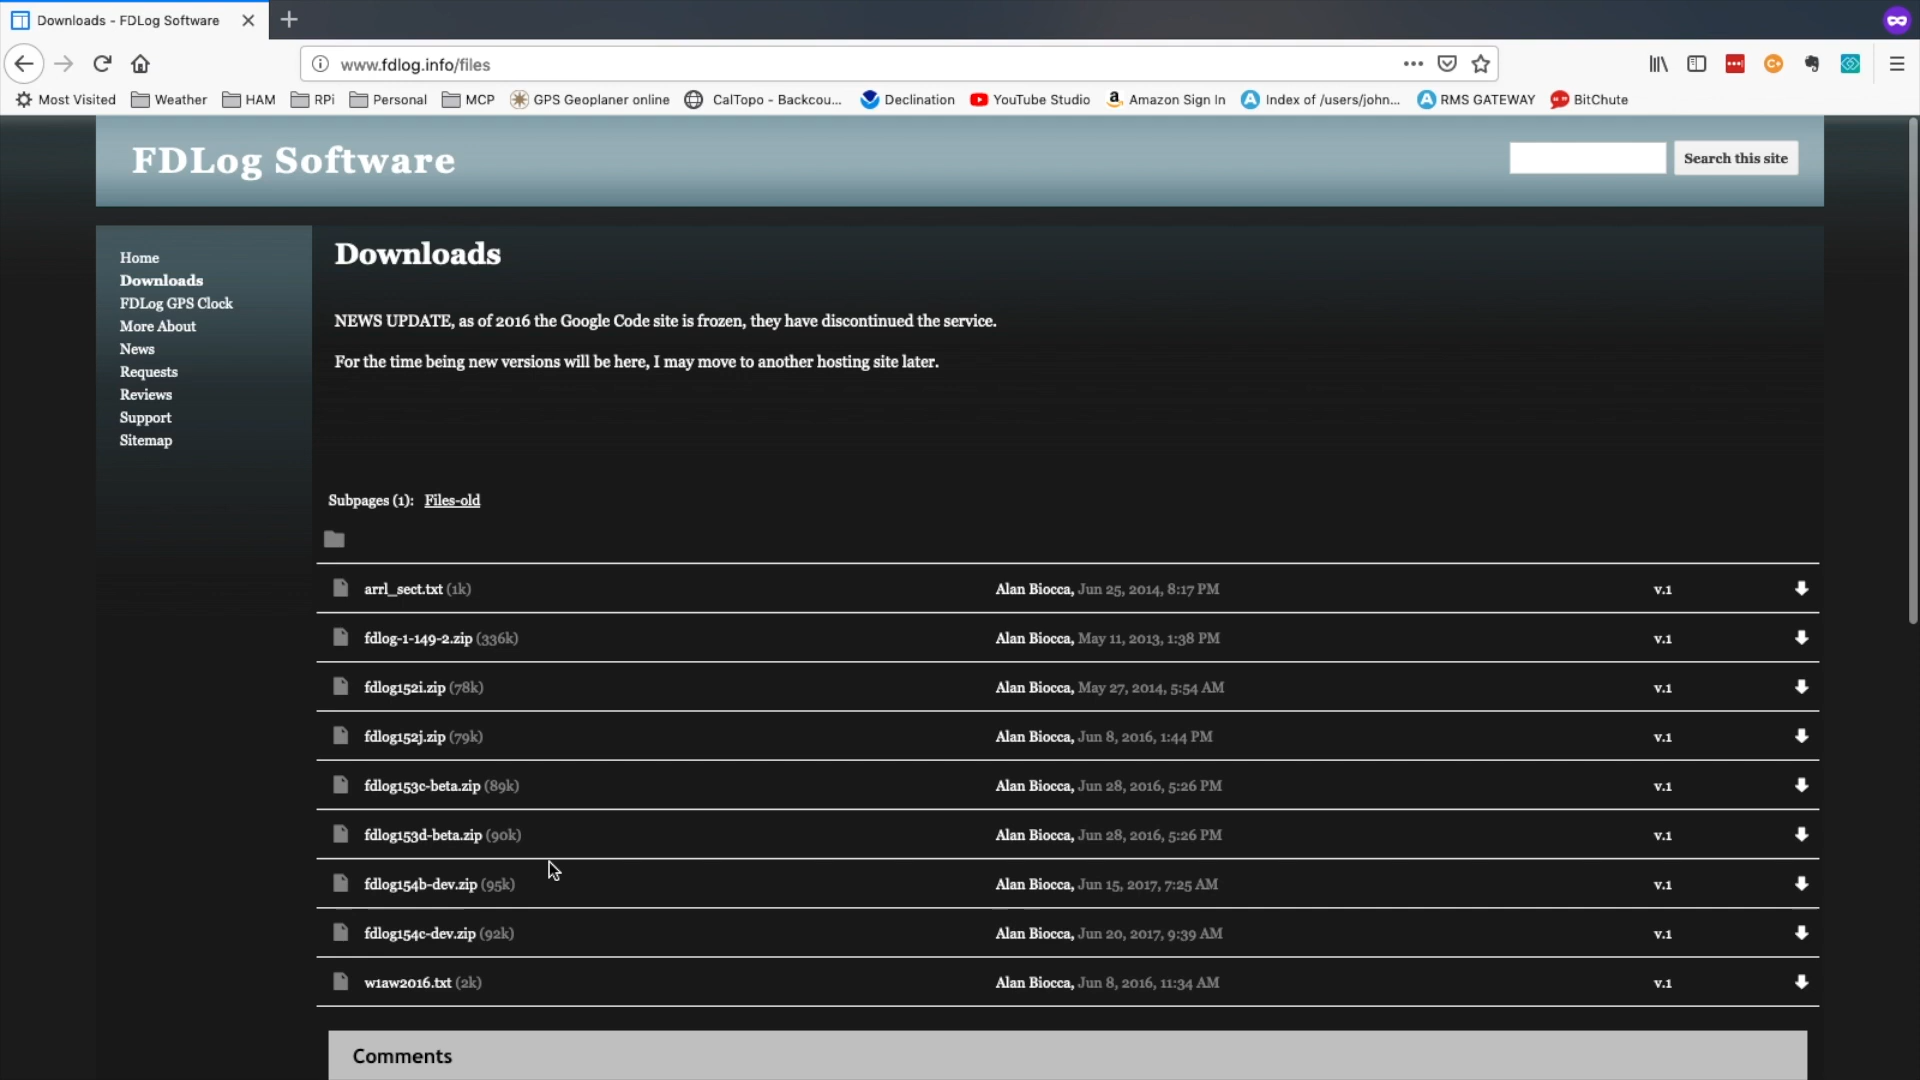 Downloads - FDLog Software
www.fdlog.info/files
Most Visited Weather HAM RPi Personal MCP GPS Geoplaner online CalTopo - Backcou... Declination YouTube Studio Amazon Sign In Index of /users/john... RMS GATEWAY BitChute
FDLog Software
Search this site
Home
Downloads
FDLog GPS Clock
More About
News
Requests
Reviews
Support
Sitemap
Downloads
NEWS UPDATE, as of 2016 the Google Code site is frozen, they have discontinued the service.
For the time being new versions will be here, I may move to another hosting site later.
Subpages (1): Files-old
arrl_sect.txt (1k) Alan Biocca, Jun 25, 2014, 8:17 PM v.1
fdlog-1-149-2.zip (336k) Alan Biocca, May 11, 2013, 1:38 PM v.1
fdlog152i.zip (78k) Alan Biocca, May 27, 2014, 5:54 AM v.1
fdlog152j.zip (79k) Alan Biocca, Jun 8, 2016, 1:44 PM v.1
fdlog153c-beta.zip (89k) Alan Biocca, Jun 28, 2016, 5:26 PM v.1
fdlog153d-beta.zip (90k) Alan Biocca, Jun 28, 2016, 5:26 PM v.1
fdlog154b-dev.zip (95k) Alan Biocca, Jun 15, 2017, 7:25 AM v.1
fdlog154c-dev.zip (92k) Alan Biocca, Jun 20, 2017, 9:39 AM v.1
w1aw2016.txt (2k) Alan Biocca, Jun 8, 2016, 11:34 AM v.1
Comments